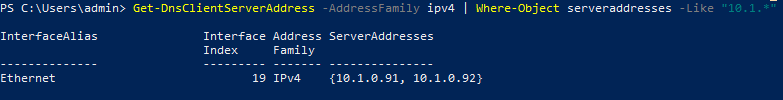 PS C:\Users\admin> Get-DnsClientServerAddress -AddressFamily ipv4 | Where-Object serveraddresses -Like "10.1.*"
InterfaceAlias Interface Address ServerAddresses
Index Family
-------------- --------- ------- ---------------
Ethernet 19 IPv4 {10.1.0.91, 10.1.0.92}